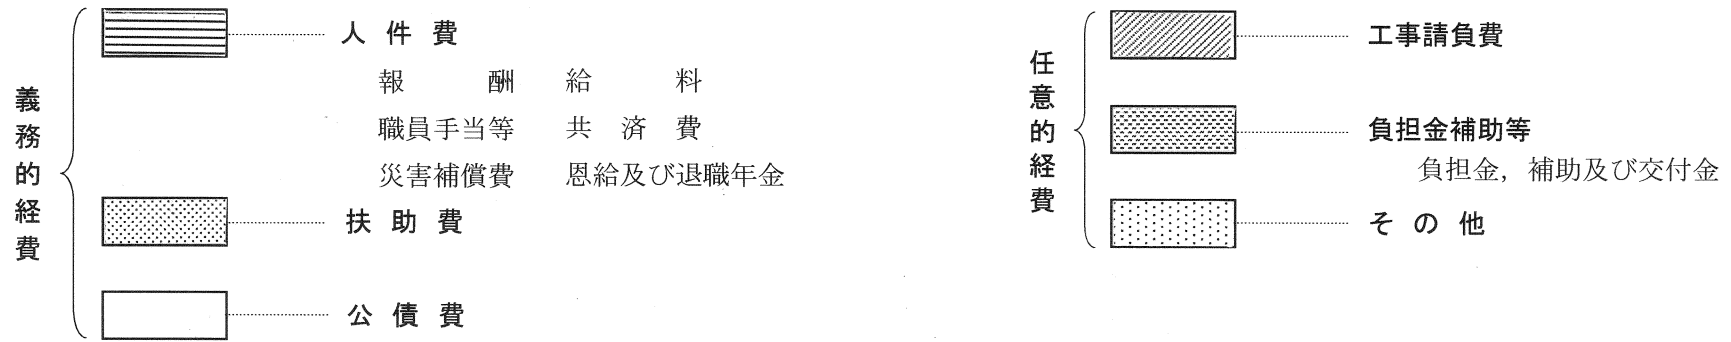 義務的経費
人件費
報酬 給料
職員手当等 共済費
災害補償費 恩給及び退職年金
扶助費
公債費
任意的経費
工事請負費
負担金補助等
負担金，補助及び交付金
その他